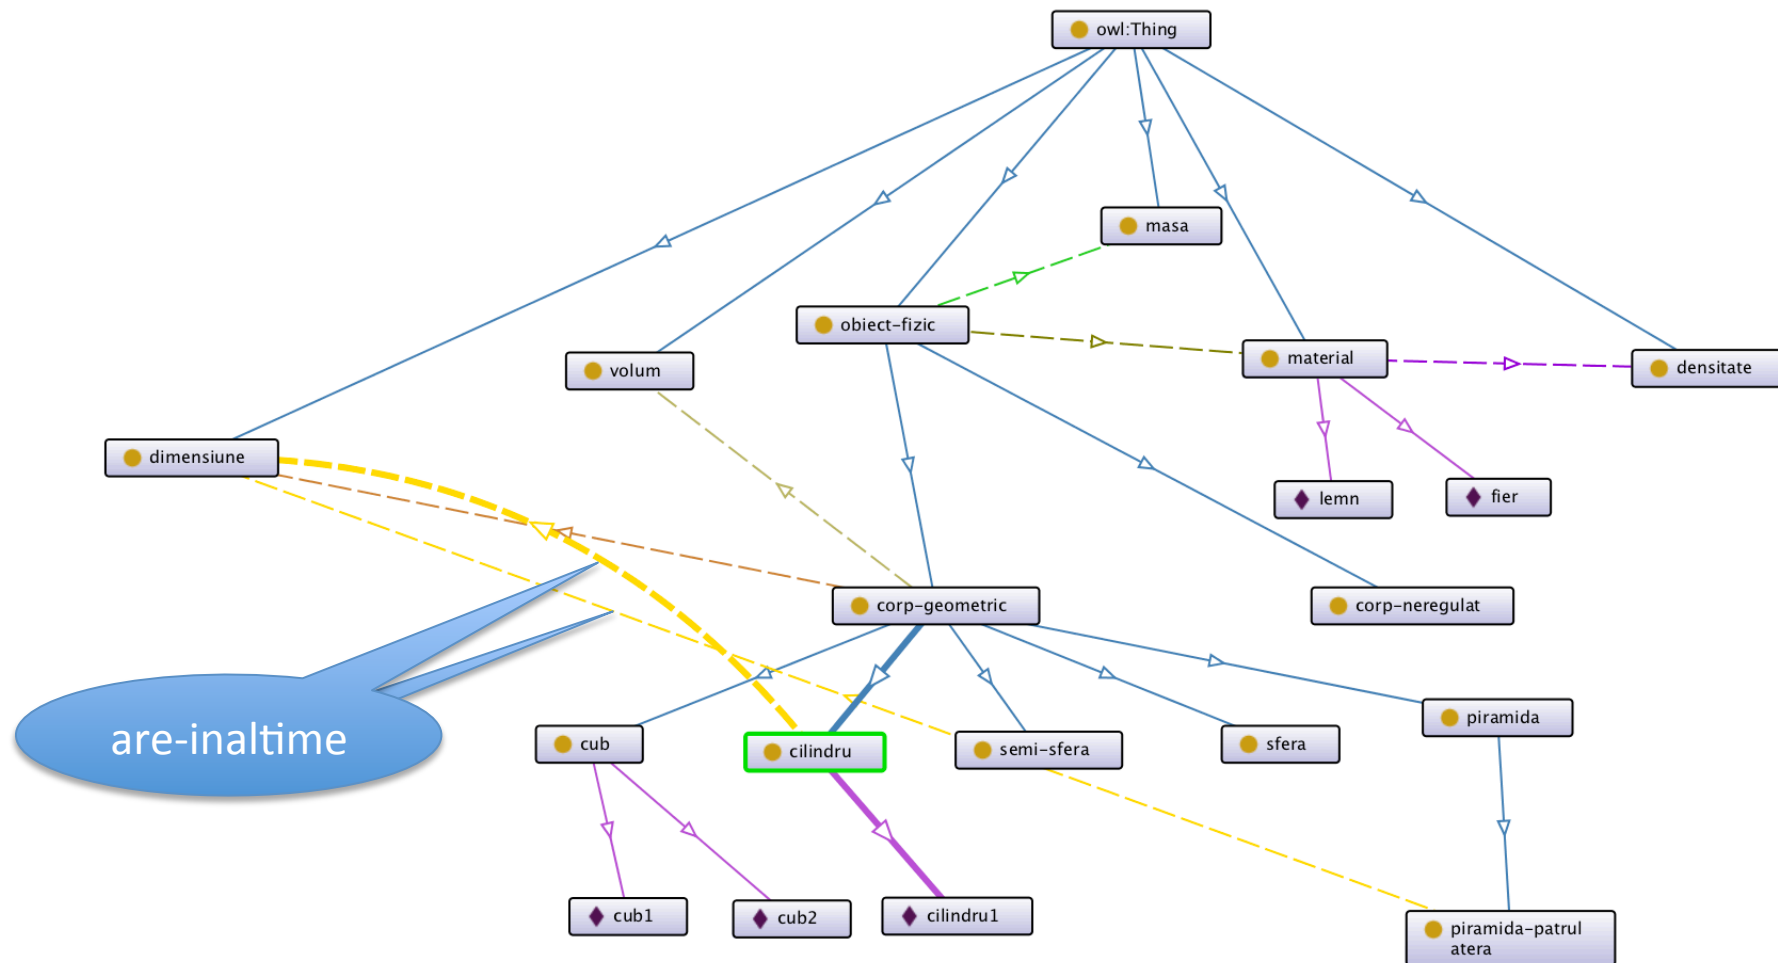 owl:Thing
masa
obiect-fizic
material
densitate
volum
dimensiune
lemn
fier
corp-geometric
corp-neregulat
are-inaltime
cub
cilindru
semi-sfera
sfera
piramida
cub1
cub2
cilindru1
piramida-patrul
atera